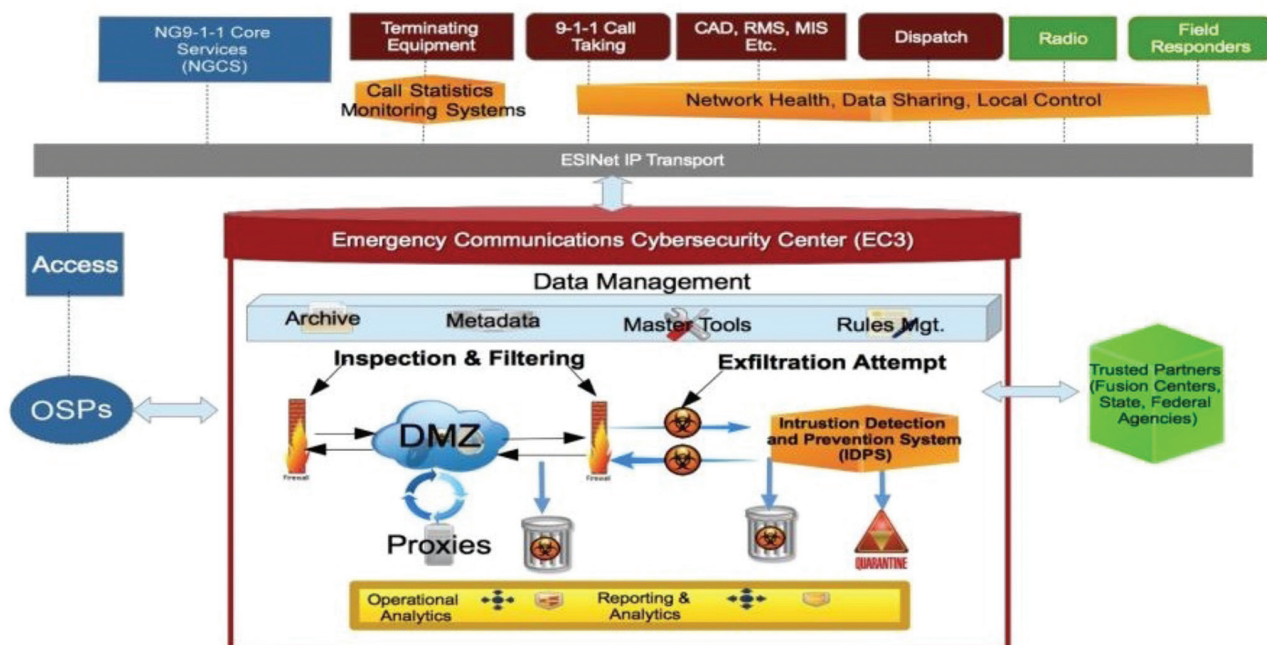 NG9-1-1 Core
Services
(NGCS)
Terminating
Equipment
9-1-1 Call
Taking
CAD, RMS, MIS
Etc.
Dispatch
Radio
Field
Responders
Call Statistics
Monitoring Systems
Network Health, Data Sharing, Local Control
ESINet IP Transport
Emergency Communications Cybersecurity Center (EC3)
Access
Data Management
Archive
Metadata
Master Tools
Rules Mgt.
Inspection & Filtering
Exfiltration Attempt
OSPs
Trusted Partners
(Fusion Centers,
State, Federal
Agencies)
DMZ
Intrustion Detection
and Prevention System
(IDPS)
Firewall
Firewall
Proxies
QUARANTINE
Operational
Analytics
Reporting &
Analytics